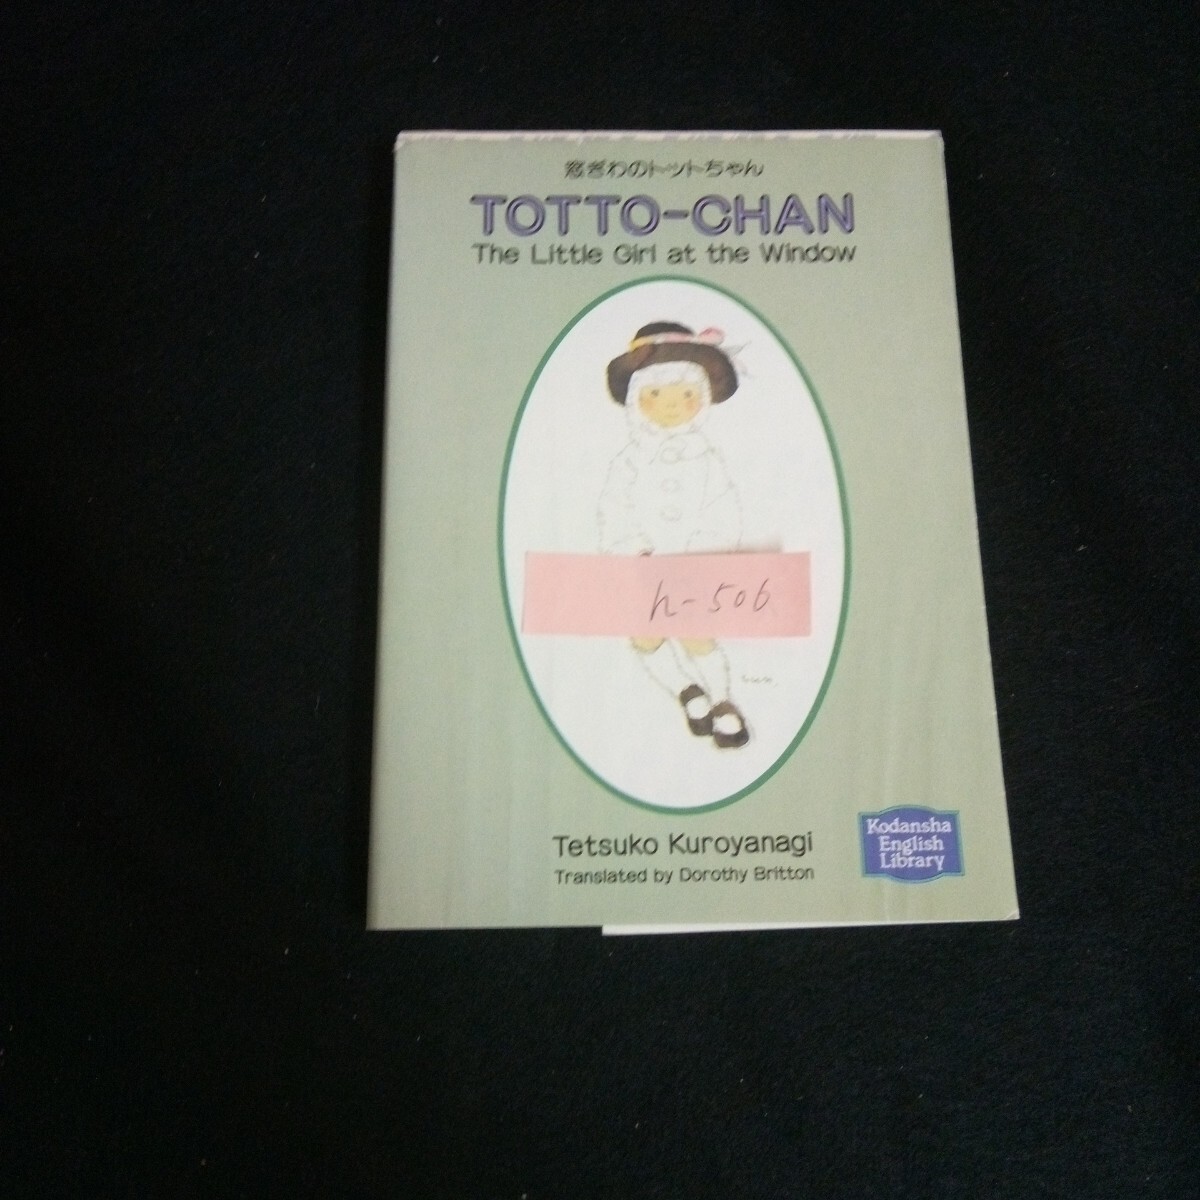 窓ぎわのトットちゃん
TOTTO-CHAN
The Little Girl at the Window
h-506
Tetsuko Kuroyanagi
Translated by Dorothy Britton
Kodansha
English
Library